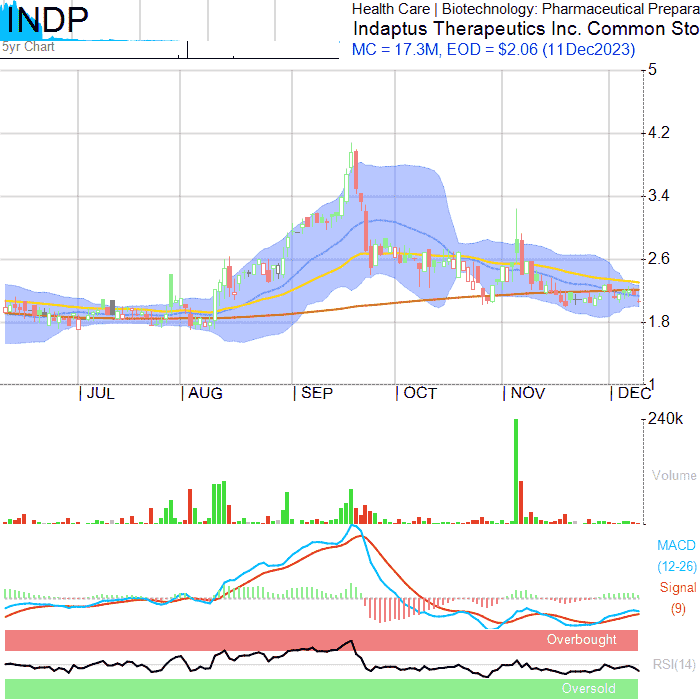 INDP
5yr Chart
Health Care | Biotechnology: Pharmaceutical Prepara
Indaptus Therapeutics Inc. Common Sto
MC = 17.3M, EOD = $2.06 (11Dec2023)
5
4.2
3.4
2.6
1.8
1
| JUL | AUG | SEP | OCT | NOV | DEC
240k
Volume
MACD
(12-26)
Signal
(9)
Overbought
RSI(14)
Oversold